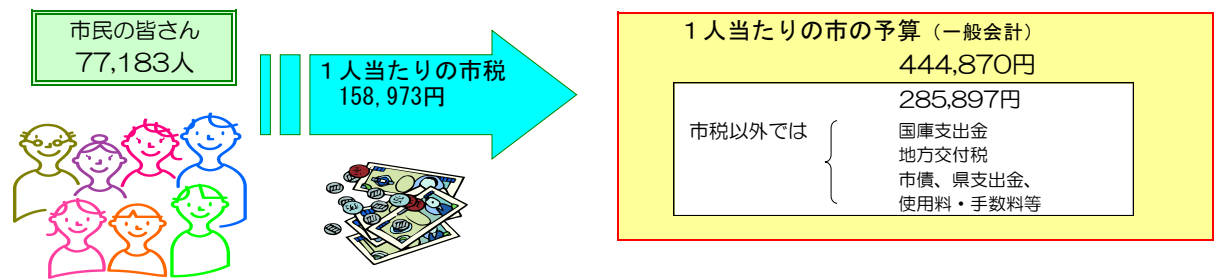 市民の皆さん
77,183人
1人当たりの市税
158,973円
1人当たりの市の予算（一般会計）
444,870円
285,897円
市税以外では
国庫支出金
地方交付税
市債、県支出金、
使用料・手数料等